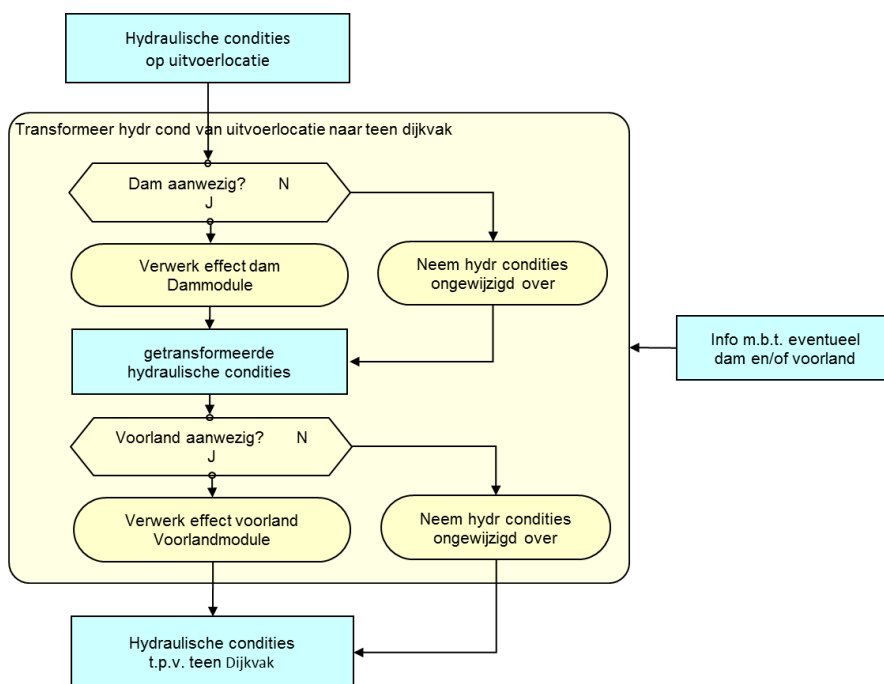 Hydraulische condities
op uitvoerlocatie
Transformeer hydr cond van uitvoerlocatie naar teen dijkvak
Dam aanwezig? N
J
Verwerk effect dam
Dammodule
Neem hydr condities
ongewijzigd over
getransformeerde
hydraulische condities
Info m.b.t. eventueel
dam en/of voorland
Voorland aanwezig? N
J
Verwerk effect voorland
Voorlandmodule
Neem hydr condities
ongewijzigd over
Hydraulische condities
t.p.v. teen Dijkvak